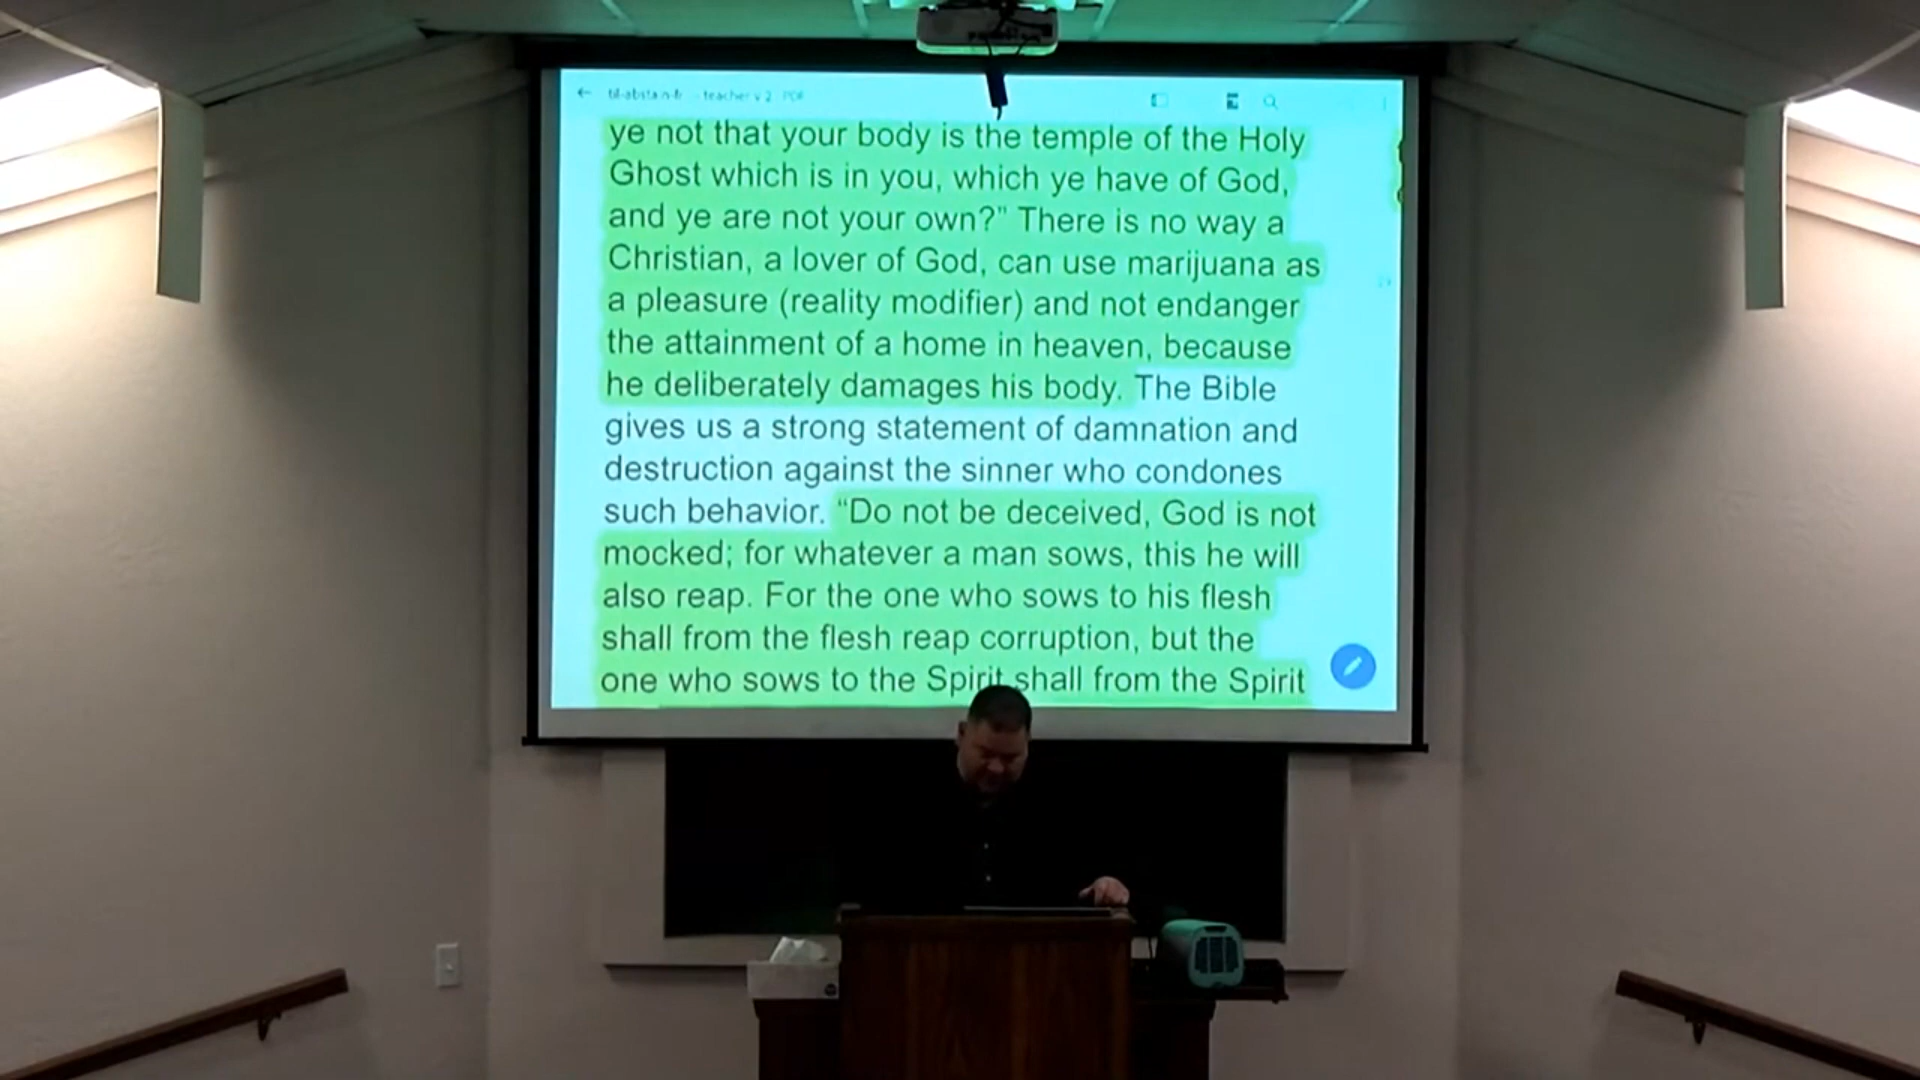 teacher v 2 PDF
ye not that your body is the temple of the Holy
Ghost which is in you, which ye have of God,
and ye are not your own?" There is no way a
Christian, a lover of God, can use marijuana as
a pleasure (reality modifier) and not endanger
the attainment of a home in heaven, because
he deliberately damages his body. The Bible
gives us a strong statement of damnation and
destruction against the sinner who condones
such behavior. “Do not be deceived, God is not
mocked; for whatever a man sows, this he will
also reap. For the one who sows to his flesh
shall from the flesh reap corruption, but the
one who sows to the Spirit shall from the Spirit